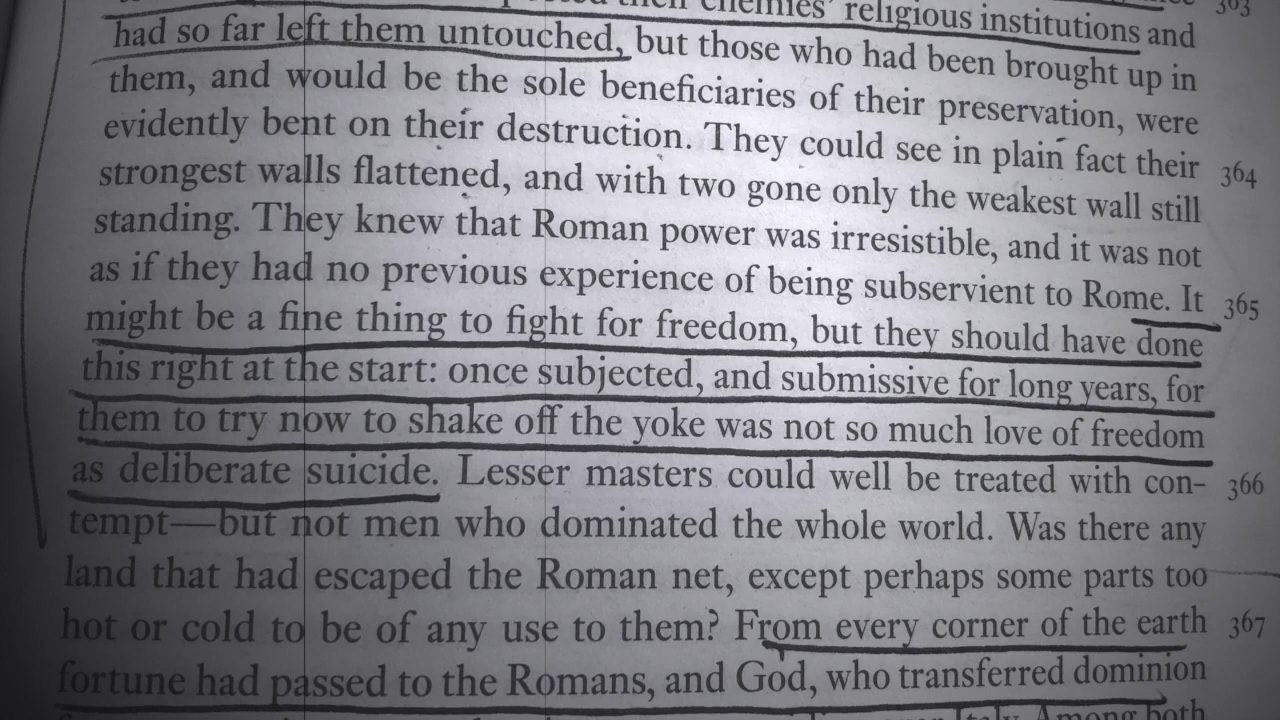 their enemies' religious institutions and 363
had so far left them untouched, but those who had been brought up in
them, and would be the sole beneficiaries of their preservation, were
evidently bent on their destruction. They could see in plain fact their 364
strongest walls flattened, and with two gone only the weakest wall still
standing. They knew that Roman power was irresistible, and it was not
as if they had no previous experience of being subservient to Rome. It 365
might be a fine thing to fight for freedom, but they should have done
this right at the start: once subjected, and submissive for long years, for
them to try now to shake off the yoke was not so much love of freedom
as deliberate suicide. Lesser masters could well be treated with con- 366
tempt—but not men who dominated the whole world. Was there any
land that had escaped the Roman net, except perhaps some parts too
hot or cold to be of any use to them? From every corner of the earth 367
fortune had passed to the Romans, and God, who transferred dominion
Italy. Among both